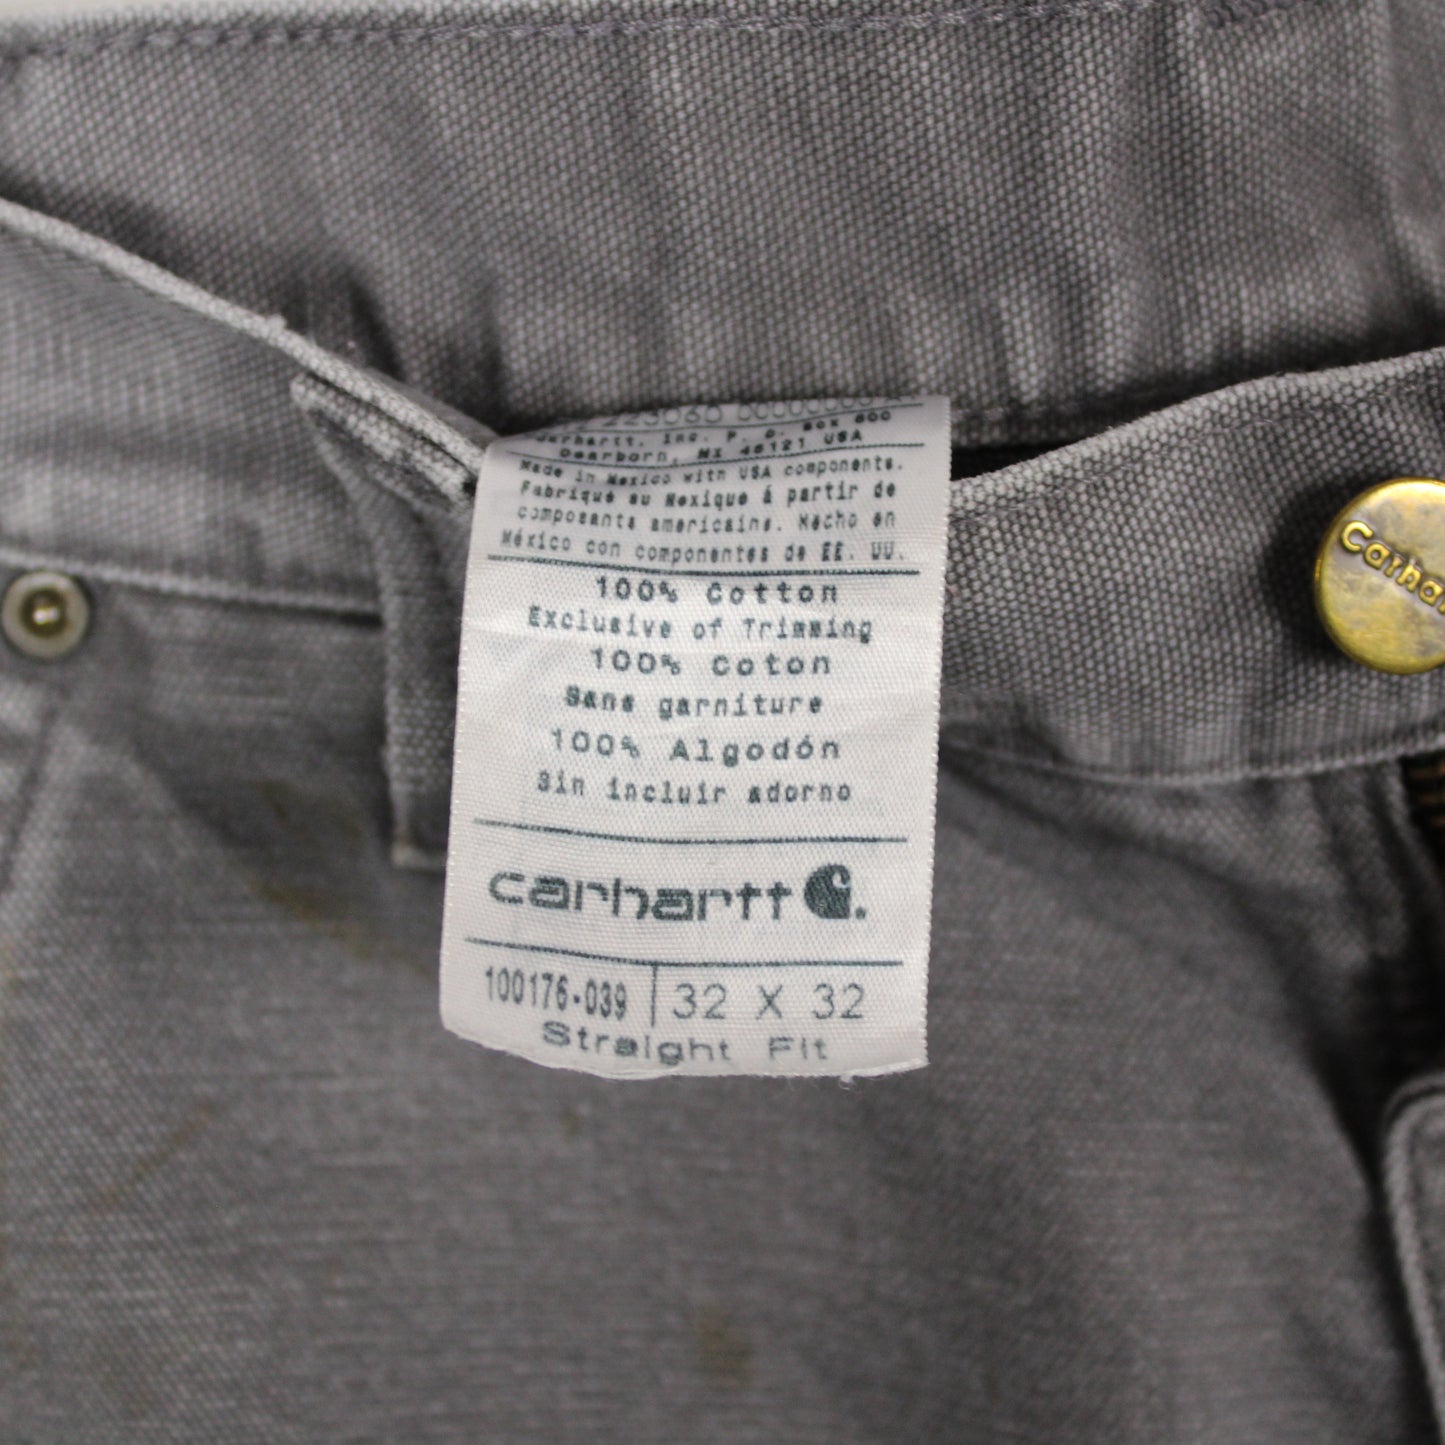 Carhartt, Inc. P. O. Box 600
Dearborn, MI 48121 USA
Made in Mexico with USA components.
Fabriqué au Mexique á partir de
composants americains. Hecho en
México con componentes de EE. UU.
100% Cotton
Exclusive of Trimming
100% Coton
Sans garniture
100% Algodón
Sin incluir adorno
carhartt
100176-039 32 X 32
Straight Fit
Carhar